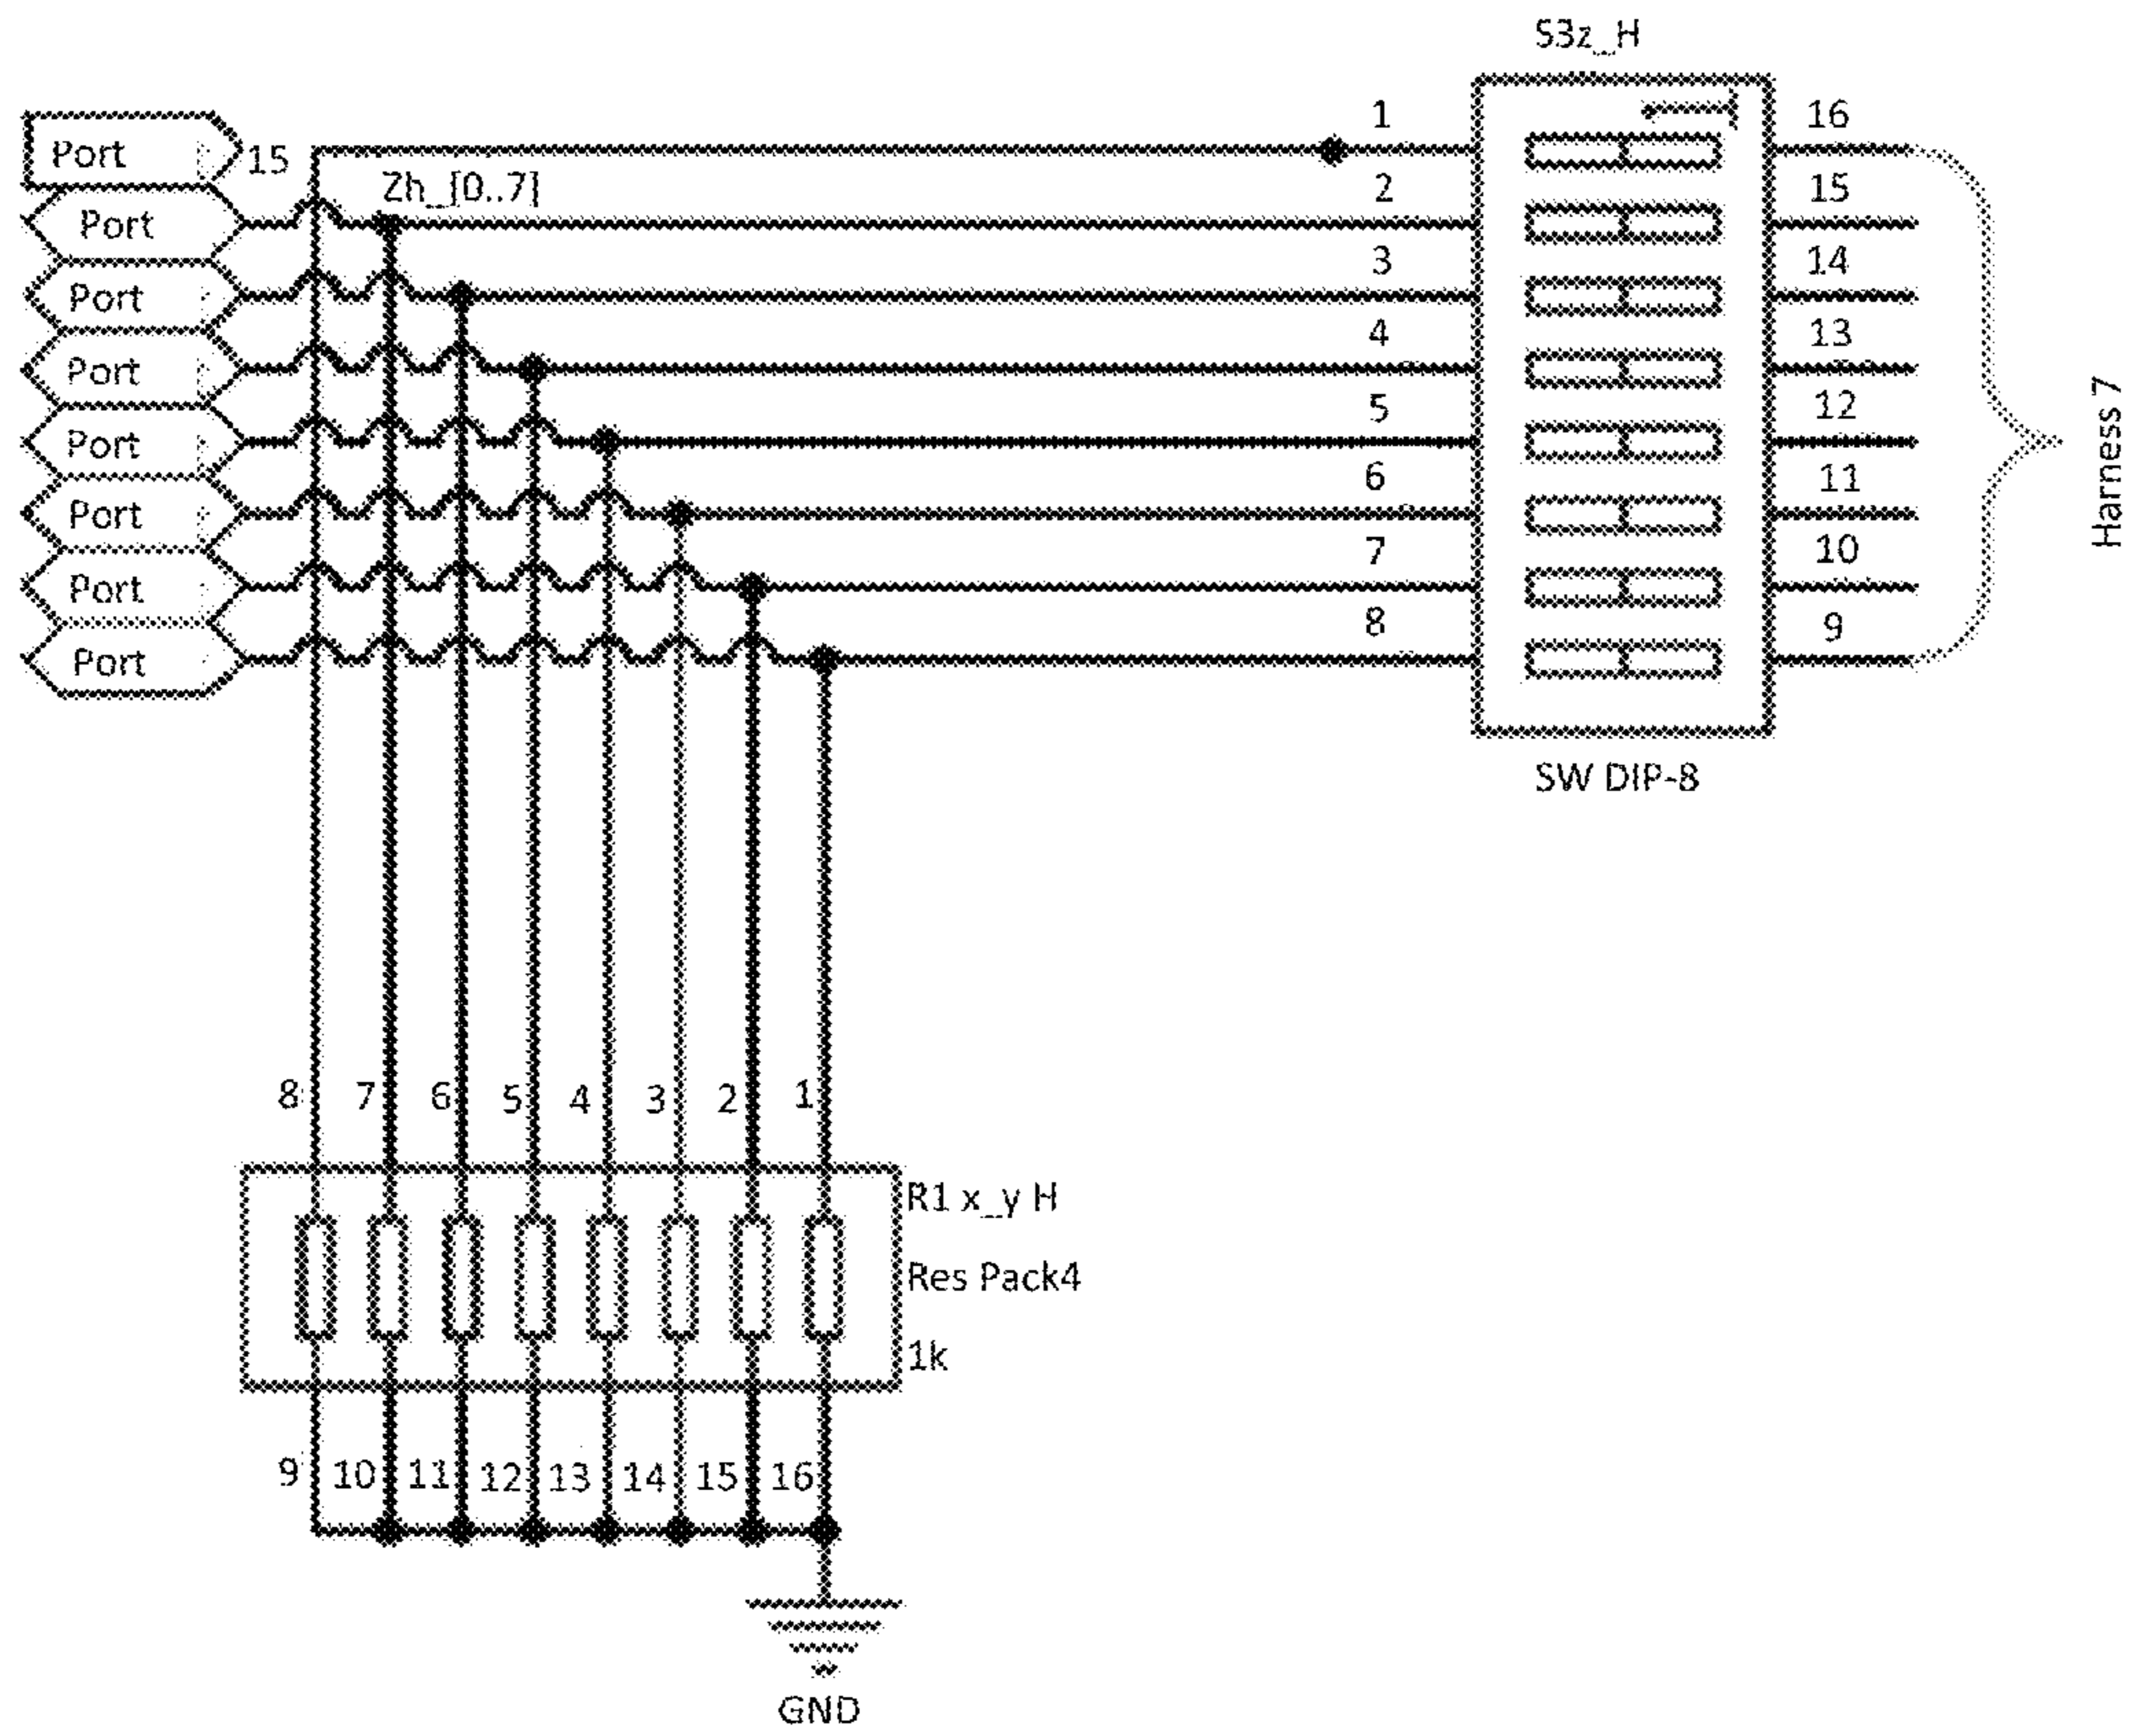 S3z_H
Port 15 1 16
Zh_[0..7]
Port 2 15
Port 3 14
Port 4 13
Port 5 12
Port 6 11
Port 7 10
Port 8 9
Harness 7
SW DIP-8
8 7 6 5 4 3 2 1
R1 x_y H
Res Pack4
1k
9 10 11 12 13 14 15 16
GND